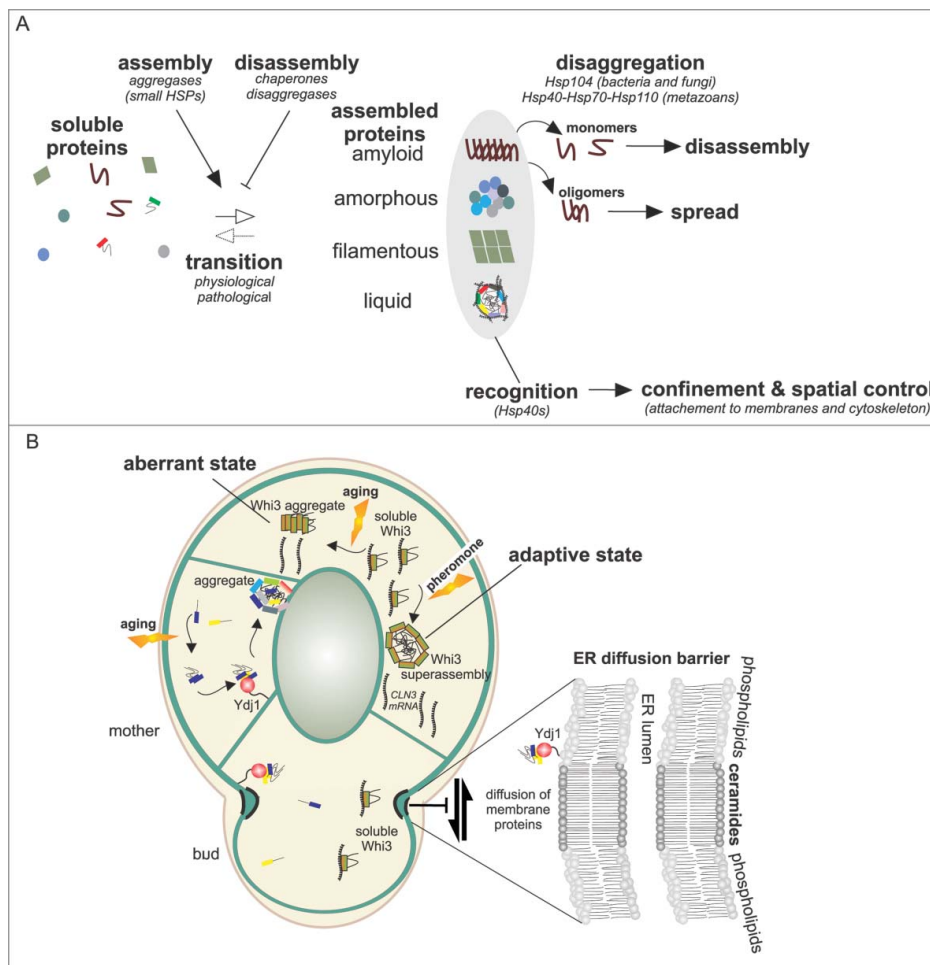 A
assembly
aggregases
(small HSPs)
disassembly
chaperones
disaggregases
soluble
proteins
transition
physiological
pathological
assembled
proteins
amyloid
amorphous
filamentous
liquid
disaggregation
Hsp104 (bacteria and fungi)
Hsp40-Hsp70-Hsp110 (metazoans)
monomers
disassembly
oligomers
spread
recognition
(Hsp40s)
confinement & spatial control
(attachement to membranes and cytoskeleton)
B
aberrant state
Whi3 aggregate
aging
soluble
Whi3
pheromone
adaptive state
aggregate
aging
Ydj1
Whi3
superassembly
CLN3
mRNA
mother
bud
soluble
Whi3
ER diffusion barrier
Ydj1
diffusion of
membrane
proteins
ER lumen
phospholipids
ceramides
phospholipids